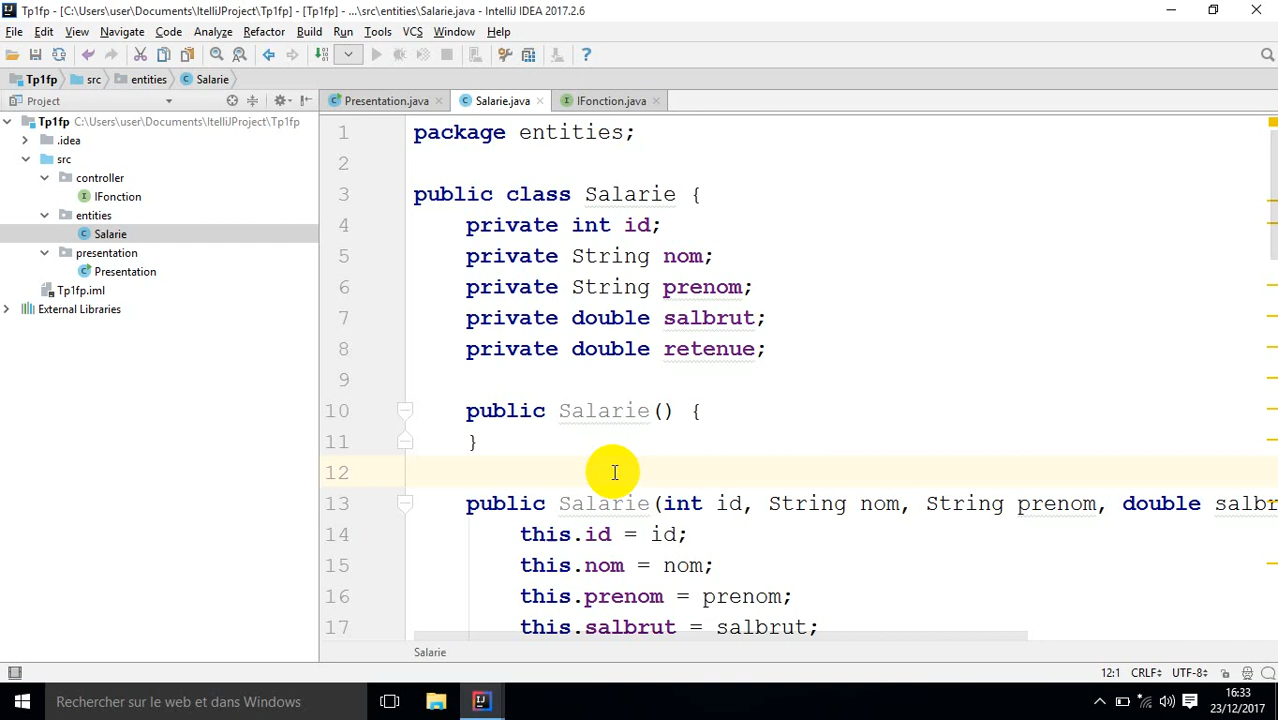 Tp1fp - [C:\Users\user\Documents\ItelliJProject\Tp1fp] - [Tp1fp] - ...\src\entities\Salarie.java - IntelliJ IDEA 2017.2.6
File Edit View Navigate Code Analyze Refactor Build Run Tools VCS Window Help
Tp1fp src entities Salarie
Project
Presentation.java Salarie.java IFonction.java
Tp1fp C:\Users\user\Documents\ItelliJProject\Tp1fp
.idea
src
controller
IFonction
entities
Salarie
presentation
Presentation
Tp1fp.iml
External Libraries
1 package entities;
2
3 public class Salarie {
4 private int id;
5 private String nom;
6 private String prenom;
7 private double salbrut;
8 private double retenue;
9
10 public Salarie() {
11 }
12
13 public Salarie(int id, String nom, String prenom, double salbr
14 this.id = id;
15 this.nom = nom;
16 this.prenom = prenom;
17 this.salbrut = salbrut;
Salarie
12:1 CRLF UTF-8
Rechercher sur le web et dans Windows
16:33
23/12/2017